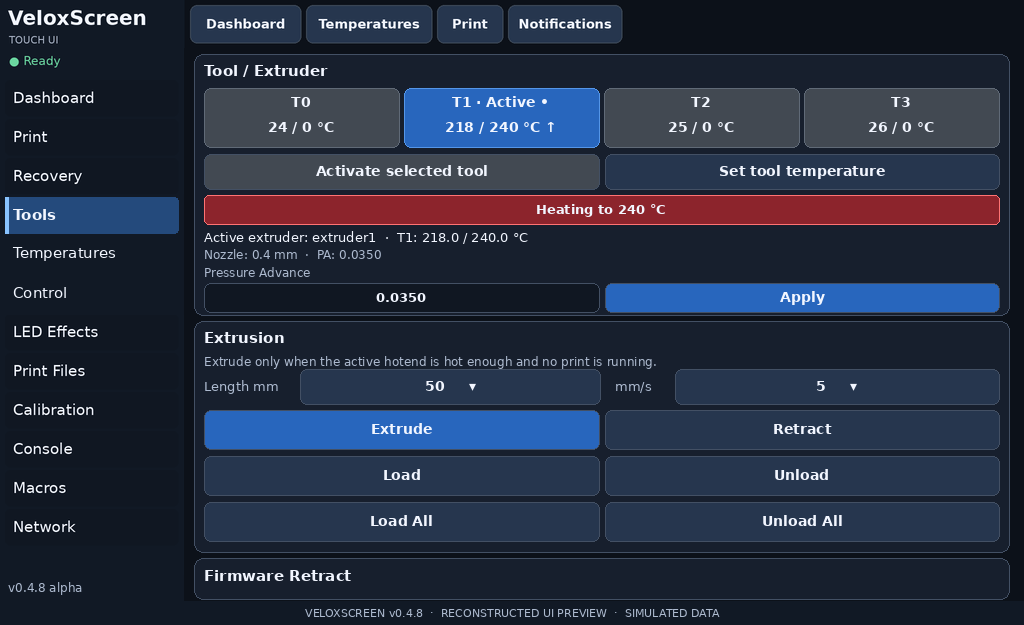 VeloxScreen
TOUCH UI
● Ready
Dashboard
Print
Recovery
Tools
Temperatures
Control
LED Effects
Print Files
Calibration
Console
Macros
Network
v0.4.8 alpha
Dashboard Temperatures Print Notifications
Tool / Extruder
T0 T1 · Active • T2 T3
24 / 0 °C 218 / 240 °C ↑ 25 / 0 °C 26 / 0 °C
Activate selected tool Set tool temperature
Heating to 240 °C
Active extruder: extruder1 · T1: 218.0 / 240.0 °C
Nozzle: 0.4 mm · PA: 0.0350
Pressure Advance
0.0350 Apply
Extrusion
Extrude only when the active hotend is hot enough and no print is running.
Length mm 50 ▾ mm/s 5 ▾
Extrude Retract
Load Unload
Load All Unload All
Firmware Retract
VELOXSCREEN v0.4.8 · RECONSTRUCTED UI PREVIEW · SIMULATED DATA